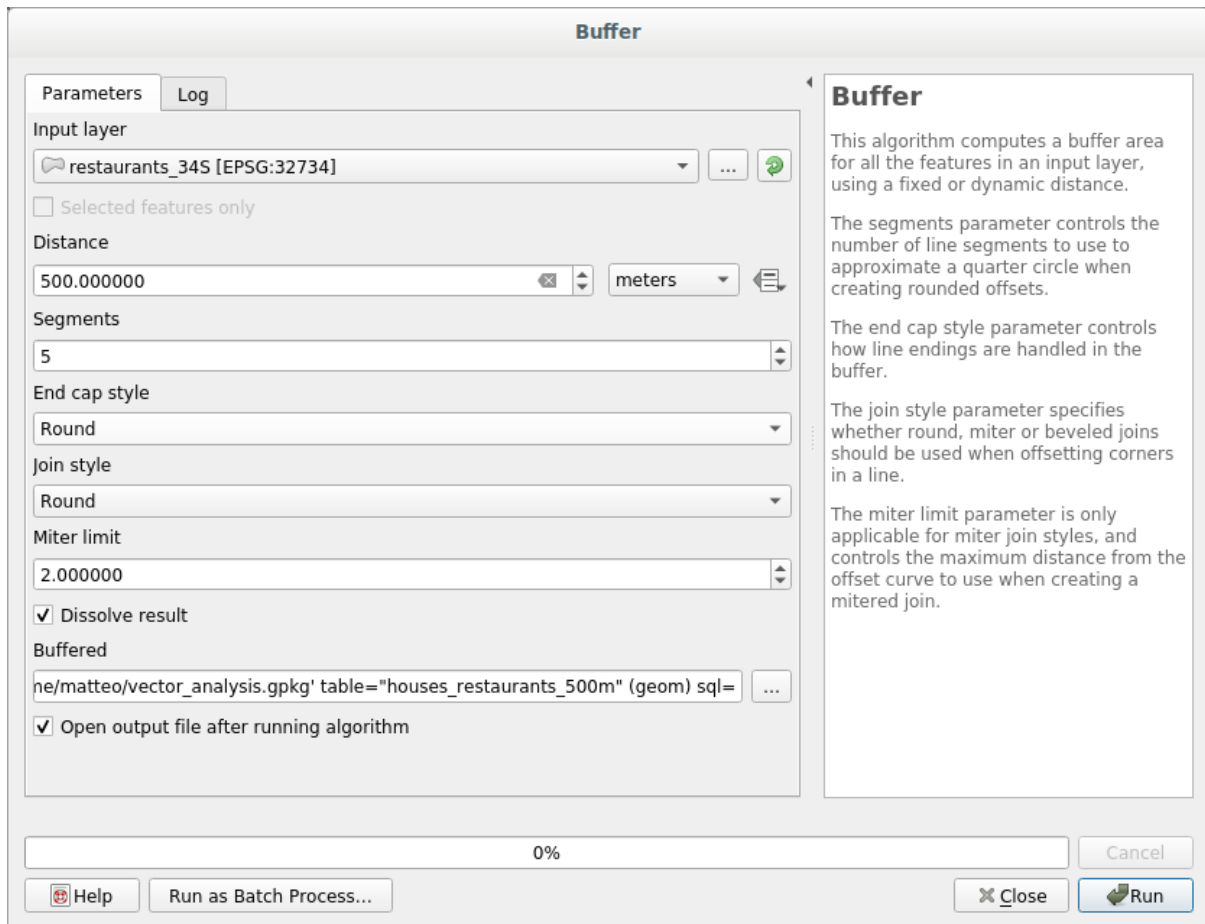 Buffer
Parameters
Log
Input layer
restaurants_34S [EPSG:32734]
...
Selected features only
Distance
500.000000
meters
Segments
5
End cap style
Round
Join style
Round
Miter limit
2.000000
Dissolve result
Buffered
ne/matteo/vector_analysis.gpkg' table="houses_restaurants_500m" (geom) sql=
...
Open output file after running algorithm
Buffer
This algorithm computes a buffer area
for all the features in an input layer,
using a fixed or dynamic distance.
The segments parameter controls the
number of line segments to use to
approximate a quarter circle when
creating rounded offsets.
The end cap style parameter controls
how line endings are handled in the
buffer.
The join style parameter specifies
whether round, miter or beveled joins
should be used when offsetting corners
in a line.
The miter limit parameter is only
applicable for miter join styles, and
controls the maximum distance from the
offset curve to use when creating a
mitered join.
0%
Cancel
Help
Run as Batch Process...
Close
Run